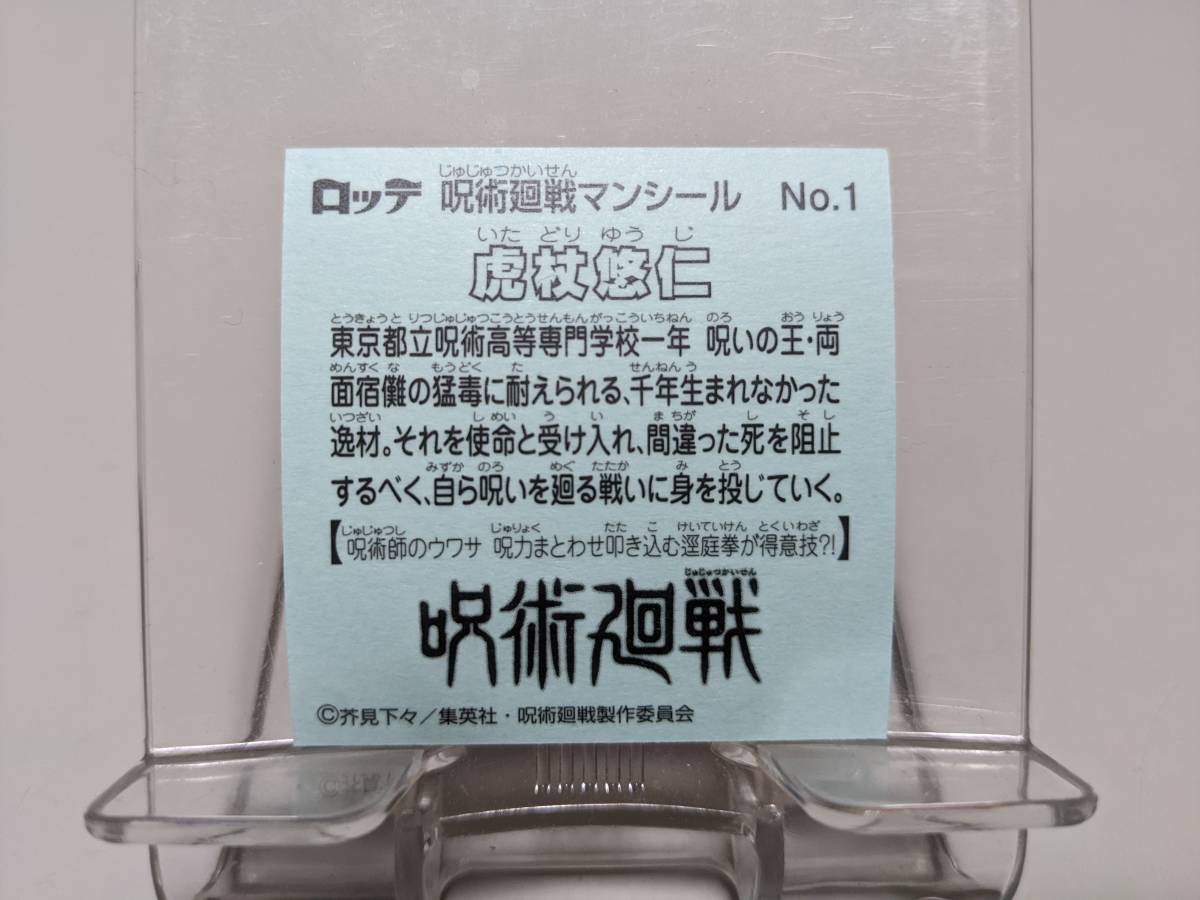 じゅじゅつかいせん
ロッテ 呪術廻戦マンシール No.1
いた どり ゆう じ
虎杖悠仁
とうきょうと りつじゅじゅつこうとうせんもんがっこういちねん のろ おう りょう
東京都立呪術高等専門学校一年 呪いの王・両
めんすく な もうどく た せんねん う
面宿儺の猛毒に耐えられる、千年生まれなかった
いつざい しめい う い まちが し そし
逸材。それを使命と受け入れ、間違った死を阻止
みずか のろ めぐ たたか み とう
するべく、自ら呪いを廻る戦いに身を投じていく。
じゅじゅつし じゅりょく たた こ けいていけん とくいわざ
【呪術師のウワサ 呪力まとわせ叩き込む逕庭拳が得意技?!】
じゅじゅつかいせん
呪術廻戦
©芥見下々／集英社・呪術廻戦製作委員会